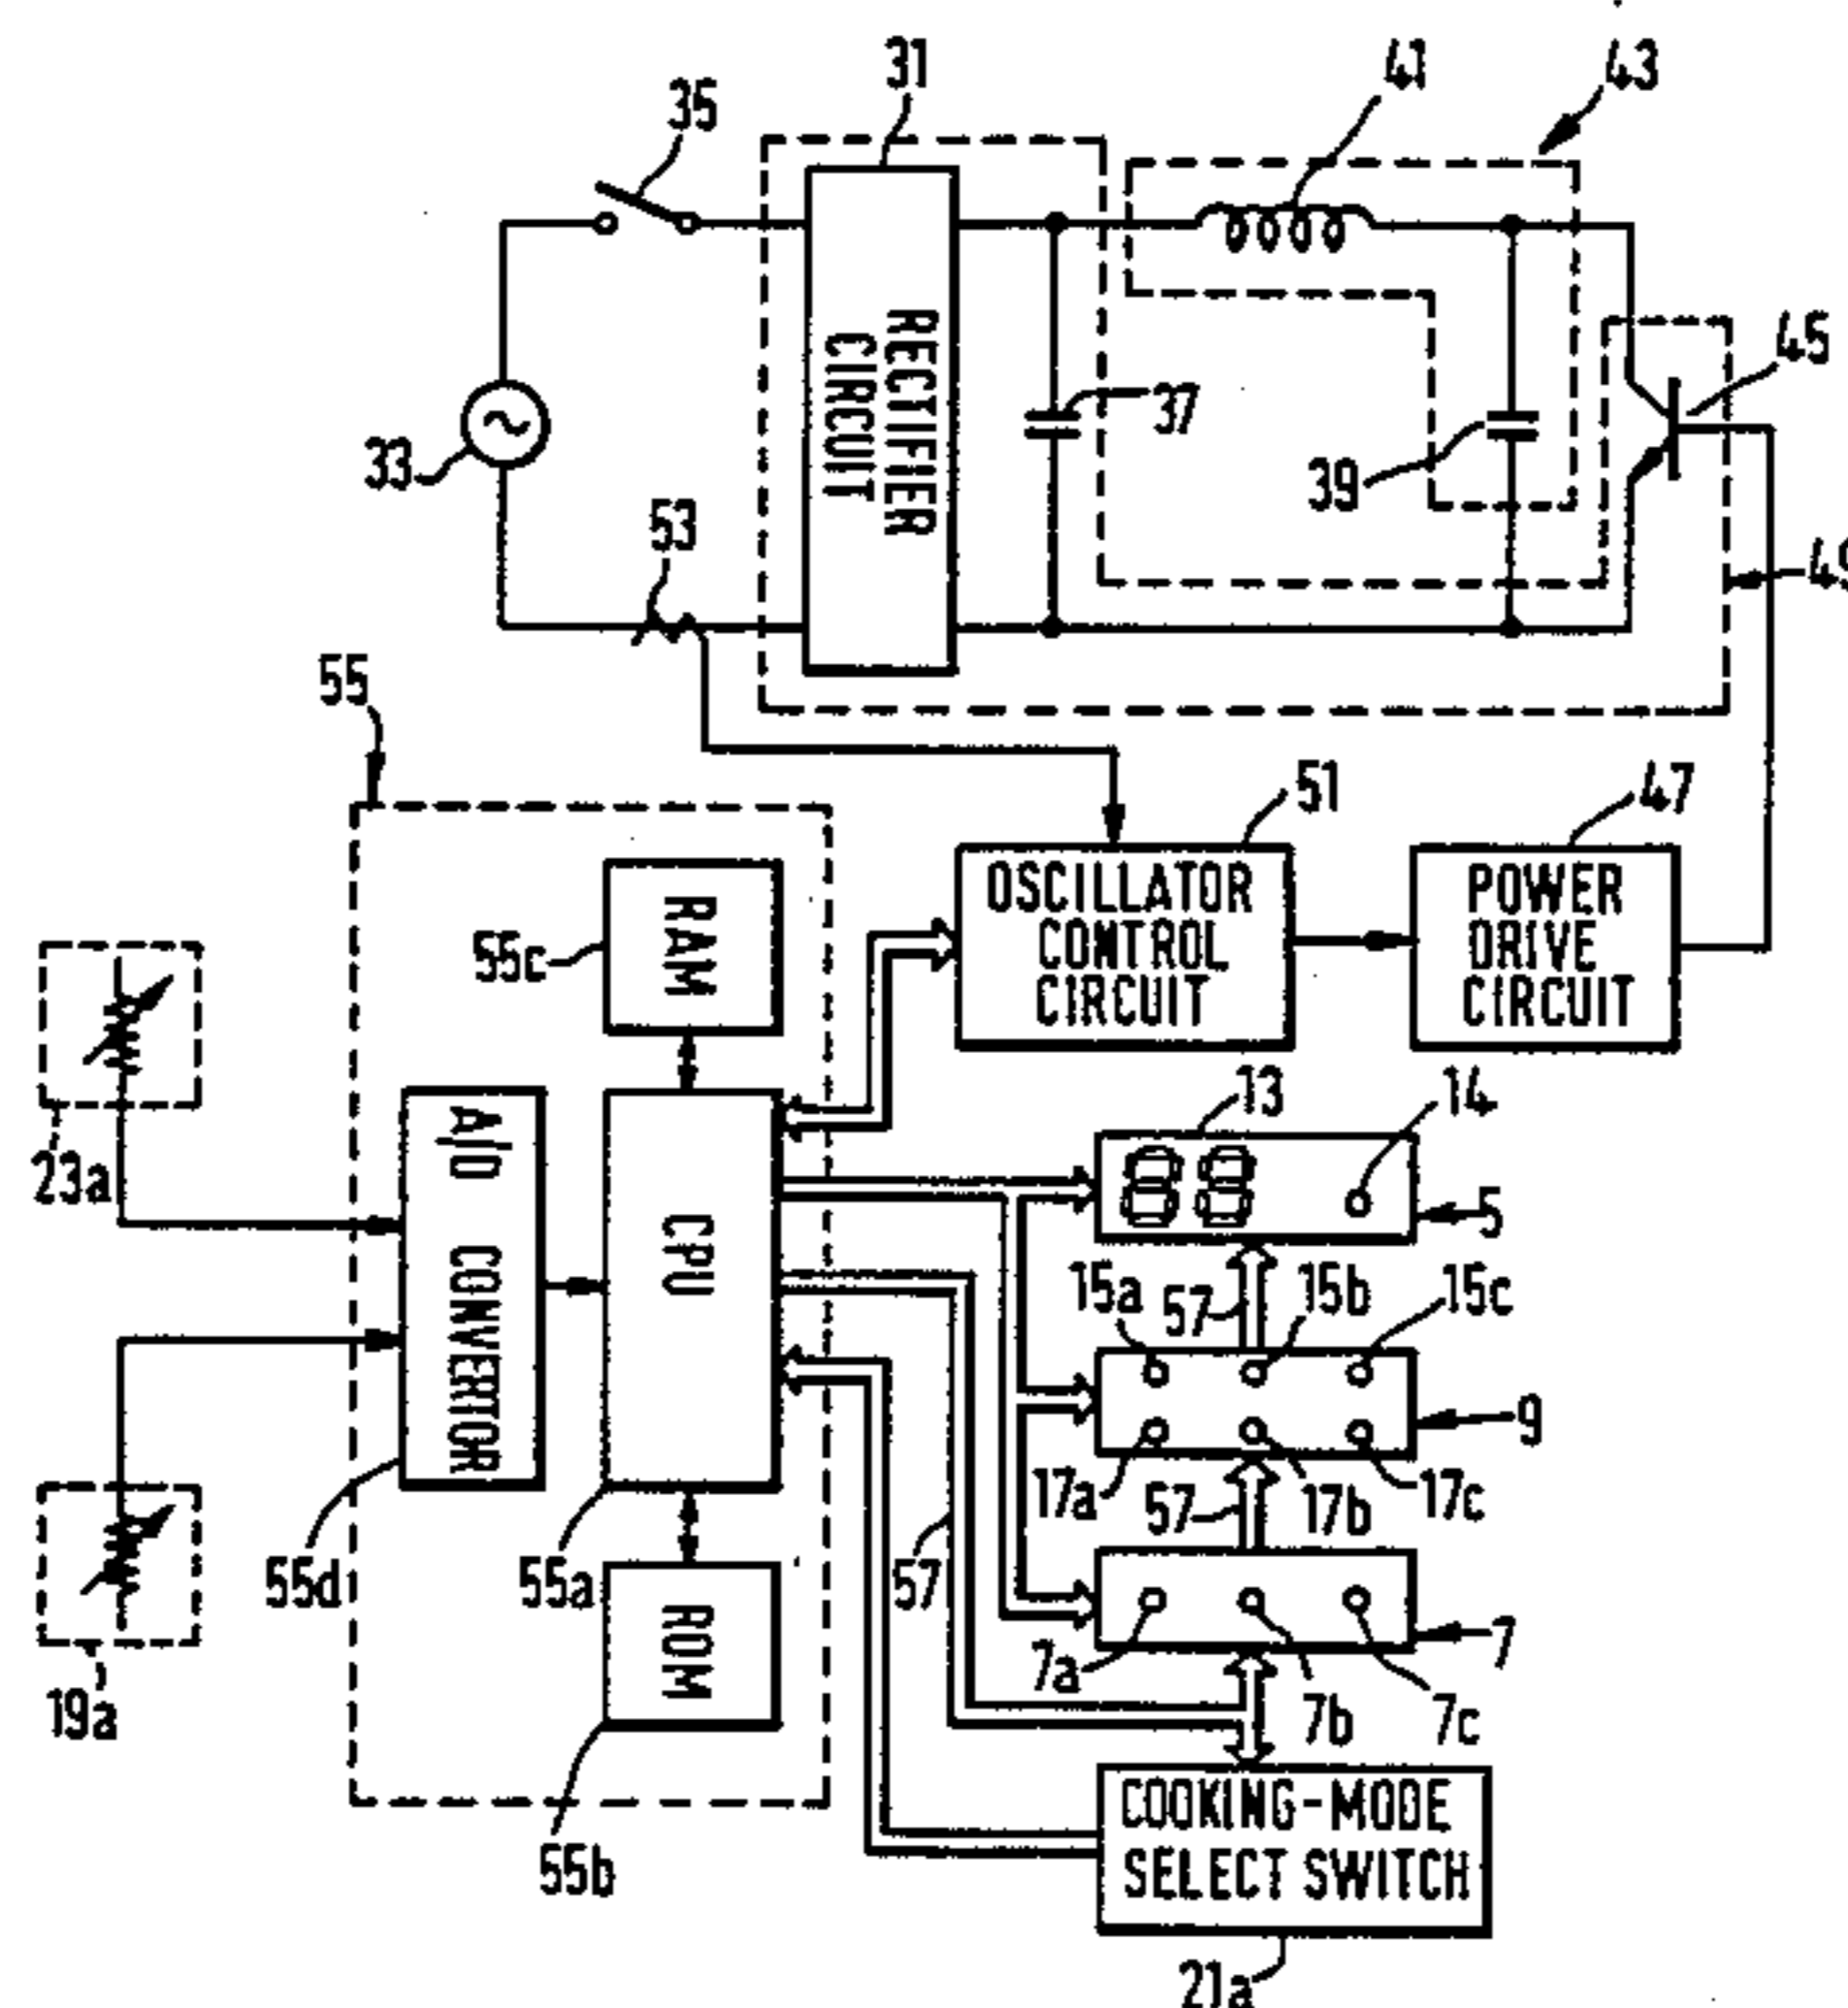 31
41
43
35
RECTIFIER
CIRCUIT
45
37
33
39
53
49
55
51
47
OSCILLATOR
CONTROL
CIRCUIT
POWER
DRIVE
CIRCUIT
RAM
55c
13
14
23a
A/D
CONVERTOR
CPU
88
5
15a
57
15b
15c
9
17a
57
17b
17c
55d
55a
57
ROM
7a
7
19a
7b
7c
55b
COOKING-MODE
SELECT SWITCH
21a